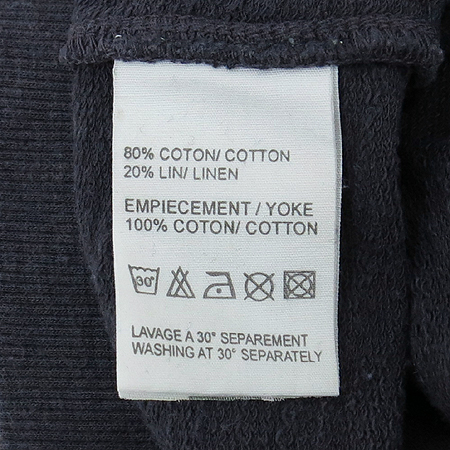 80% COTON/ COTTON
20% LIN/ LINEN
EMPIECEMENT / YOKE
100% COTON/ COTTON
30°
LAVAGE A 30° SEPAREMENT
WASHING AT 30° SEPARATELY